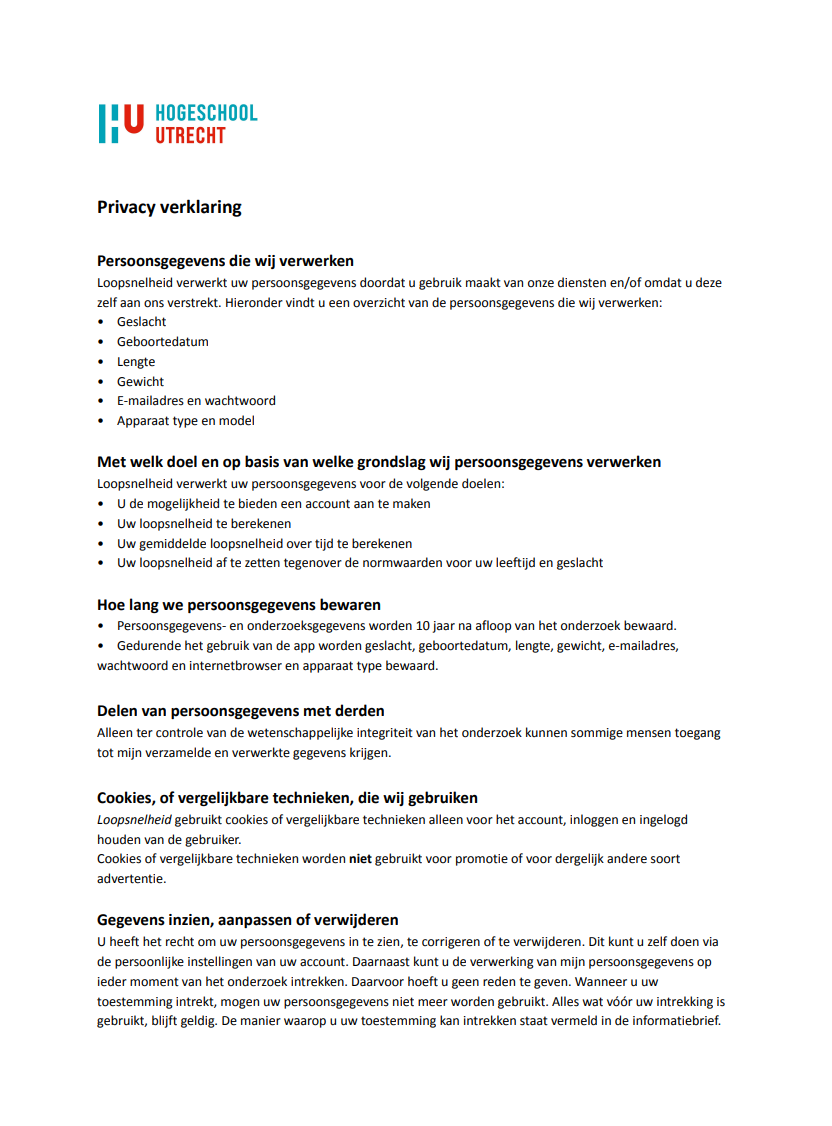 HU HOGESCHOOL
UTRECHT
Privacy verklaring
Persoonsgegevens die wij verwerken
Loopsnelheid verwerkt uw persoonsgegevens doordat u gebruik maakt van onze diensten en/of omdat u deze
zelf aan ons verstrekt. Hieronder vindt u een overzicht van de persoonsgegevens die wij verwerken:
• Geslacht
• Geboortedatum
• Lengte
• Gewicht
• E-mailadres en wachtwoord
• Apparaat type en model
Met welk doel en op basis van welke grondslag wij persoonsgegevens verwerken
Loopsnelheid verwerkt uw persoonsgegevens voor de volgende doelen:
• U de mogelijkheid te bieden een account aan te maken
• Uw loopsnelheid te berekenen
• Uw gemiddelde loopsnelheid over tijd te berekenen
• Uw loopsnelheid af te zetten tegenover de normwaarden voor uw leeftijd en geslacht
Hoe lang we persoonsgegevens bewaren
• Persoonsgegevens- en onderzoeksgegevens worden 10 jaar na afloop van het onderzoek bewaard.
• Gedurende het gebruik van de app worden geslacht, geboortedatum, lengte, gewicht, e-mailadres,
wachtwoord en internetbrowser en apparaat type bewaard.
Delen van persoonsgegevens met derden
Alleen ter controle van de wetenschappelijke integriteit van het onderzoek kunnen sommige mensen toegang
tot mijn verzamelde en verwerkte gegevens krijgen.
Cookies, of vergelijkbare technieken, die wij gebruiken
Loopsnelheid gebruikt cookies of vergelijkbare technieken alleen voor het account, inloggen en ingelogd
houden van de gebruiker.
Cookies of vergelijkbare technieken worden niet gebruikt voor promotie of voor dergelijk andere soort
advertentie.
Gegevens inzien, aanpassen of verwijderen
U heeft het recht om uw persoonsgegevens in te zien, te corrigeren of te verwijderen. Dit kunt u zelf doen via
de persoonlijke instellingen van uw account. Daarnaast kunt u de verwerking van mijn persoonsgegevens op
ieder moment van het onderzoek intrekken. Daarvoor hoeft u geen reden te geven. Wanneer u uw
toestemming intrekt, mogen uw persoonsgegevens niet meer worden gebruikt. Alles wat vóór uw intrekking is
gebruikt, blijft geldig. De manier waarop u uw toestemming kan intrekken staat vermeld in de informatiebrief.